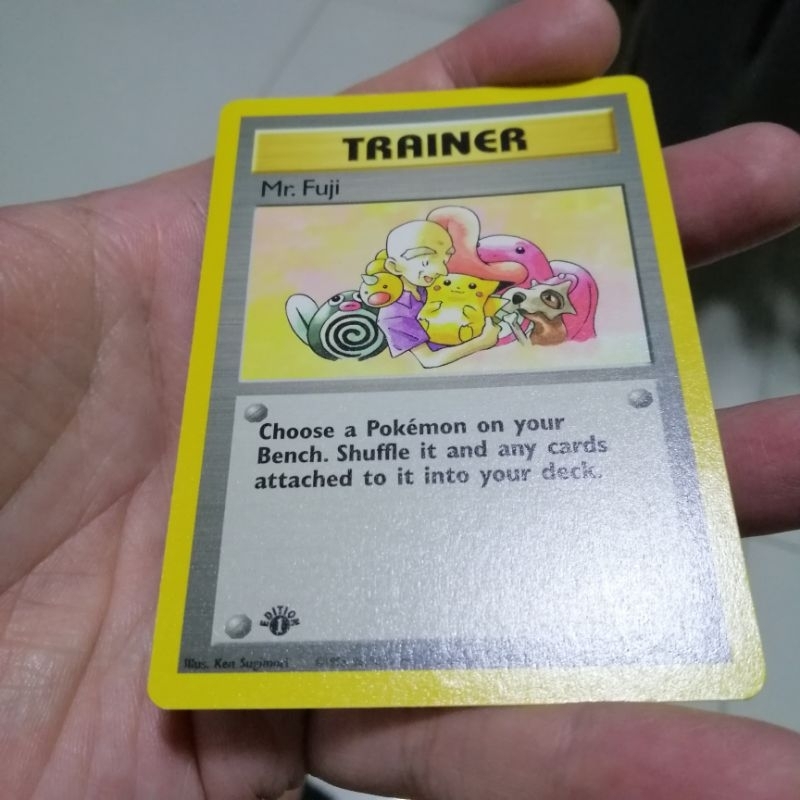 TRAINER
Mr. Fuji
Choose a Pokémon on your
Bench. Shuffle it and any cards
attached to it into your deck.
EDITION
1
Illus. Ken Sugimori